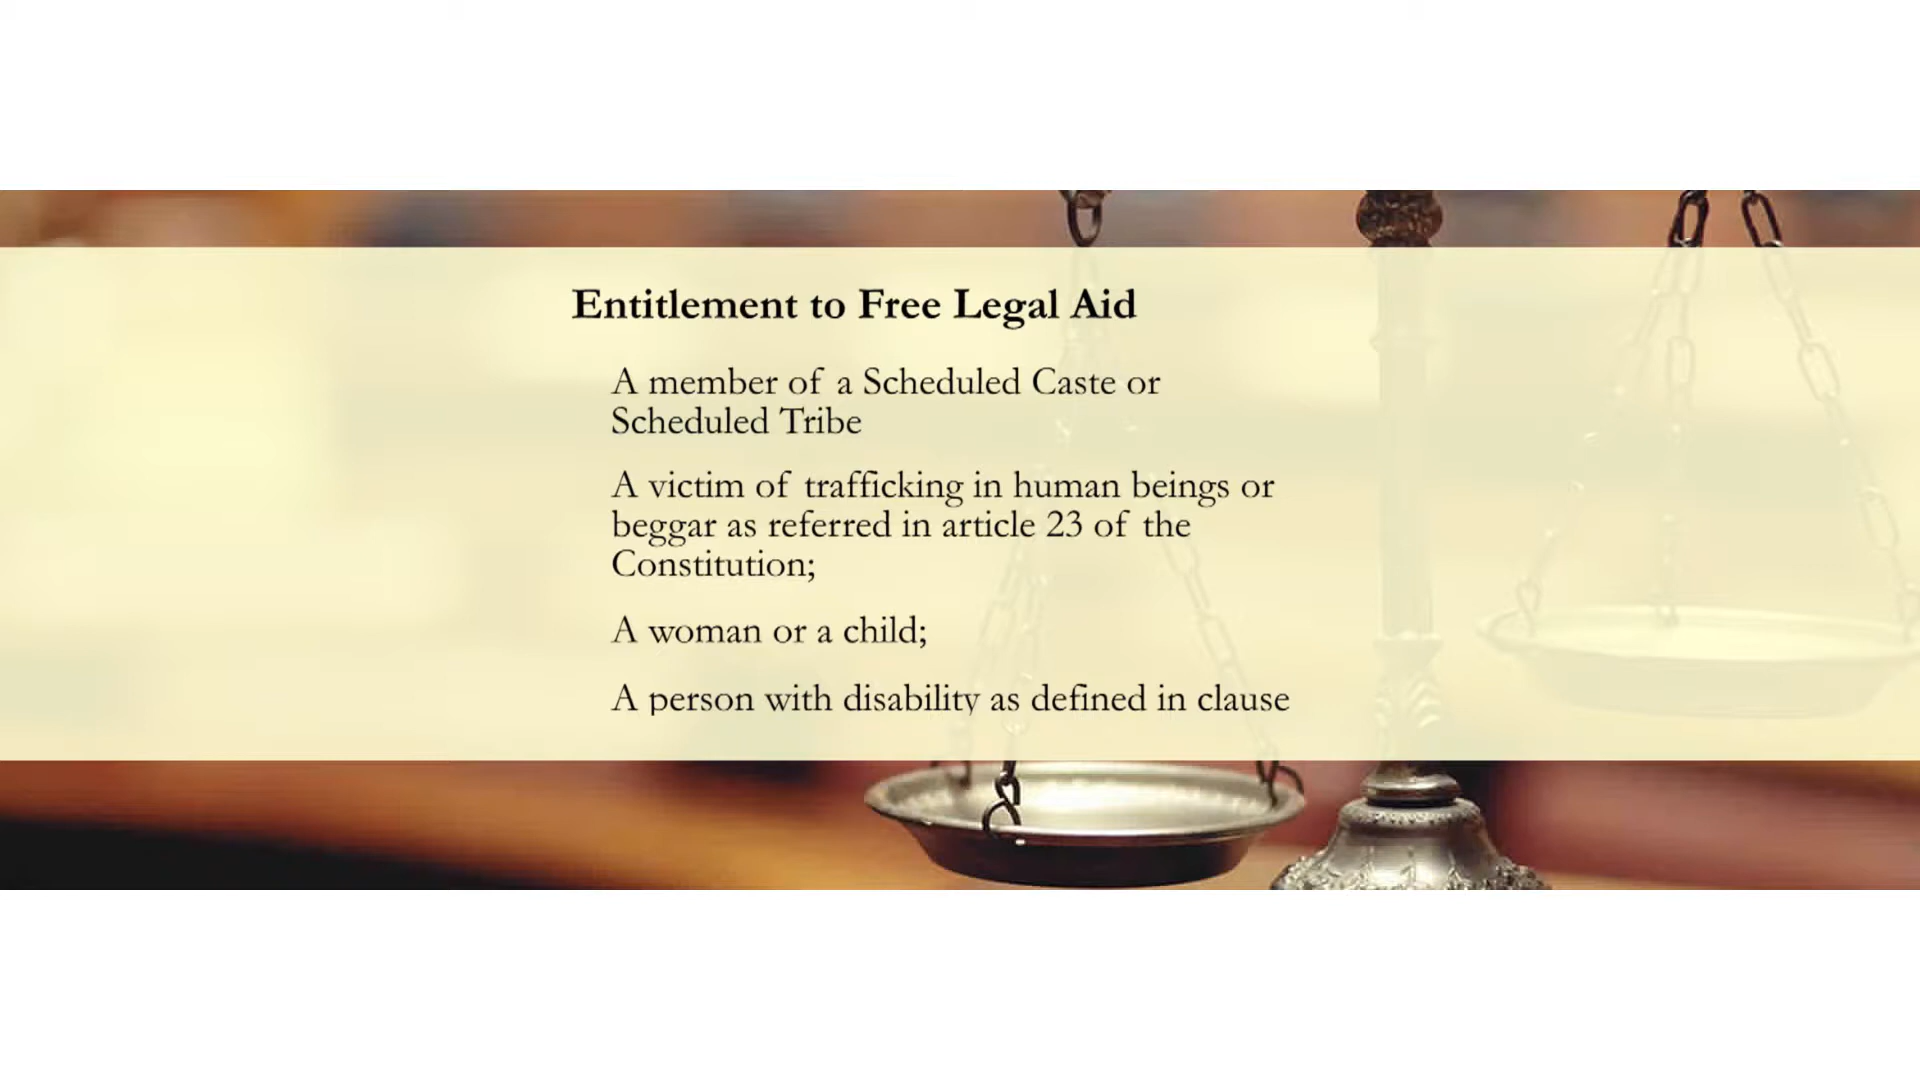 Entitlement to Free Legal Aid
A member of a Scheduled Caste or
Scheduled Tribe
A victim of trafficking in human beings or
beggar as referred in article 23 of the
Constitution;
A woman or a child;
A person with disability as defined in clause